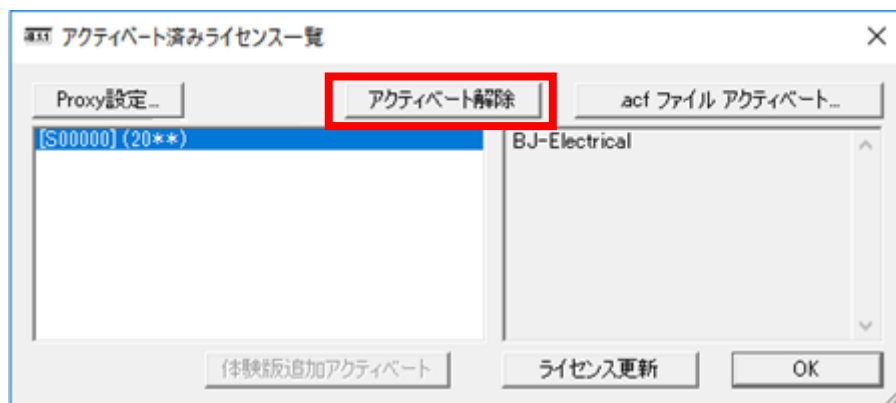 アクティベート済みライセンス一覧
Proxy設定...
アクティベート解除
.acf ファイル アクティベート...
[S00000] (20**)
BJ-Electrical
体験版追加アクティベート
ライセンス更新
OK